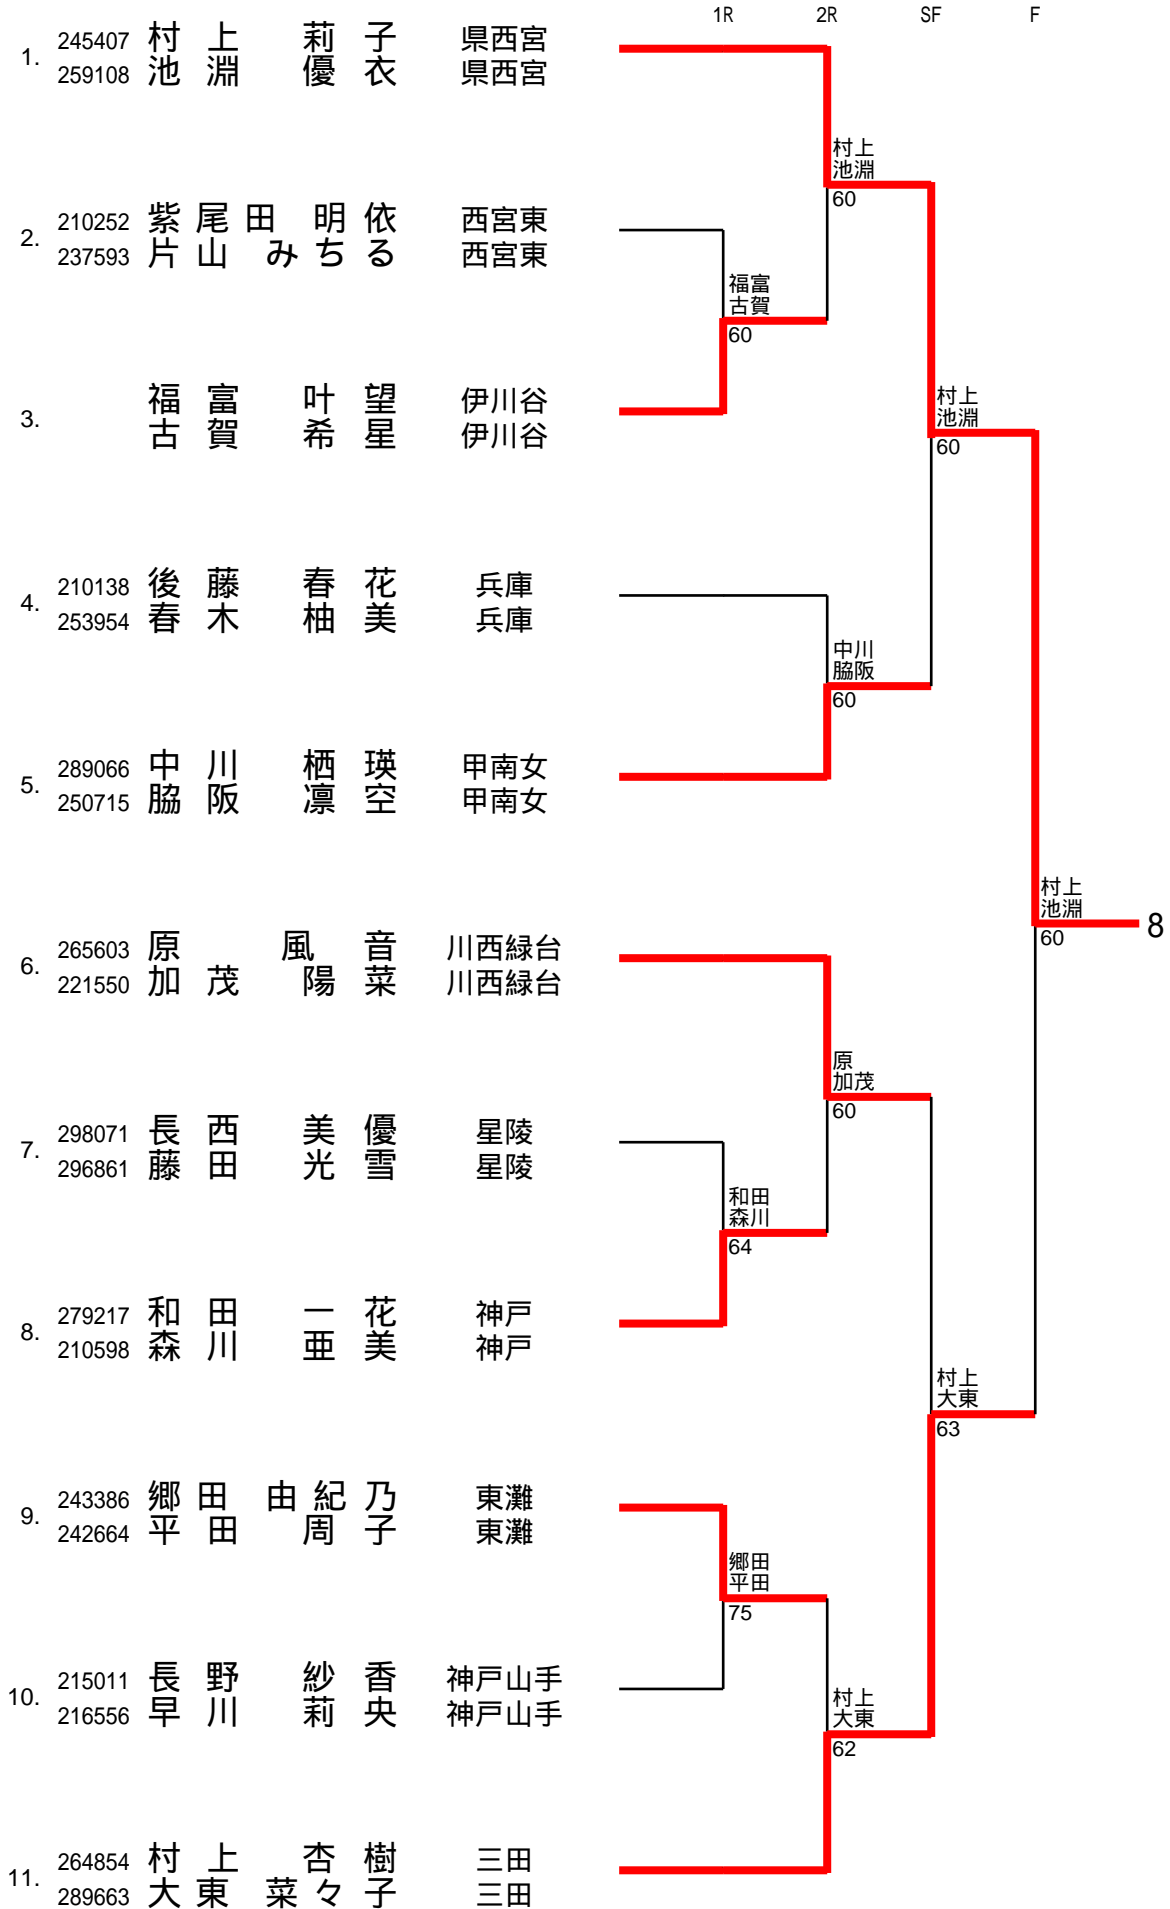 1R 2R SF F
1. 245407 村上 莉子 県西宮
259108 池淵 優衣 県西宮
村上
池淵
60
2. 210252 紫尾田 明依 西宮東
237593 片山 みちる 西宮東
福富
古賀
60
3. 福富 叶望 伊川谷
古賀 希星 伊川谷
村上
池淵
60
4. 210138 後藤 春花 兵庫
253954 春木 柚美 兵庫
中川
脇阪
60
5. 289066 中川 栖瑛 甲南女
250715 脇阪 凛空 甲南女
村上
池淵
60
8
6. 265603 原 風音 川西緑台
221550 加茂 陽菜 川西緑台
原
加茂
60
7. 298071 長西 美優 星陵
296861 藤田 光雪 星陵
和田
森川
64
8. 279217 和田 一花 神戸
210598 森川 亜美 神戸
村上
大東
63
9. 243386 郷田 由紀乃 東灘
242664 平田 周子 東灘
郷田
平田
75
10. 215011 長野 紗香 神戸山手
216556 早川 莉央 神戸山手
村上
大東
62
11. 264854 村上 杏樹 三田
289663 大東 菜々子 三田